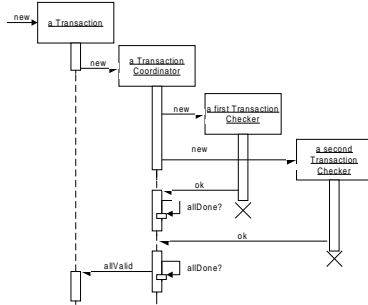 new
a Transaction
new
a Transaction
Coordinator
new
a first Transaction
Checker
new
a second
Transaction
Checker
ok
allDone?
ok
allValid
allDone?